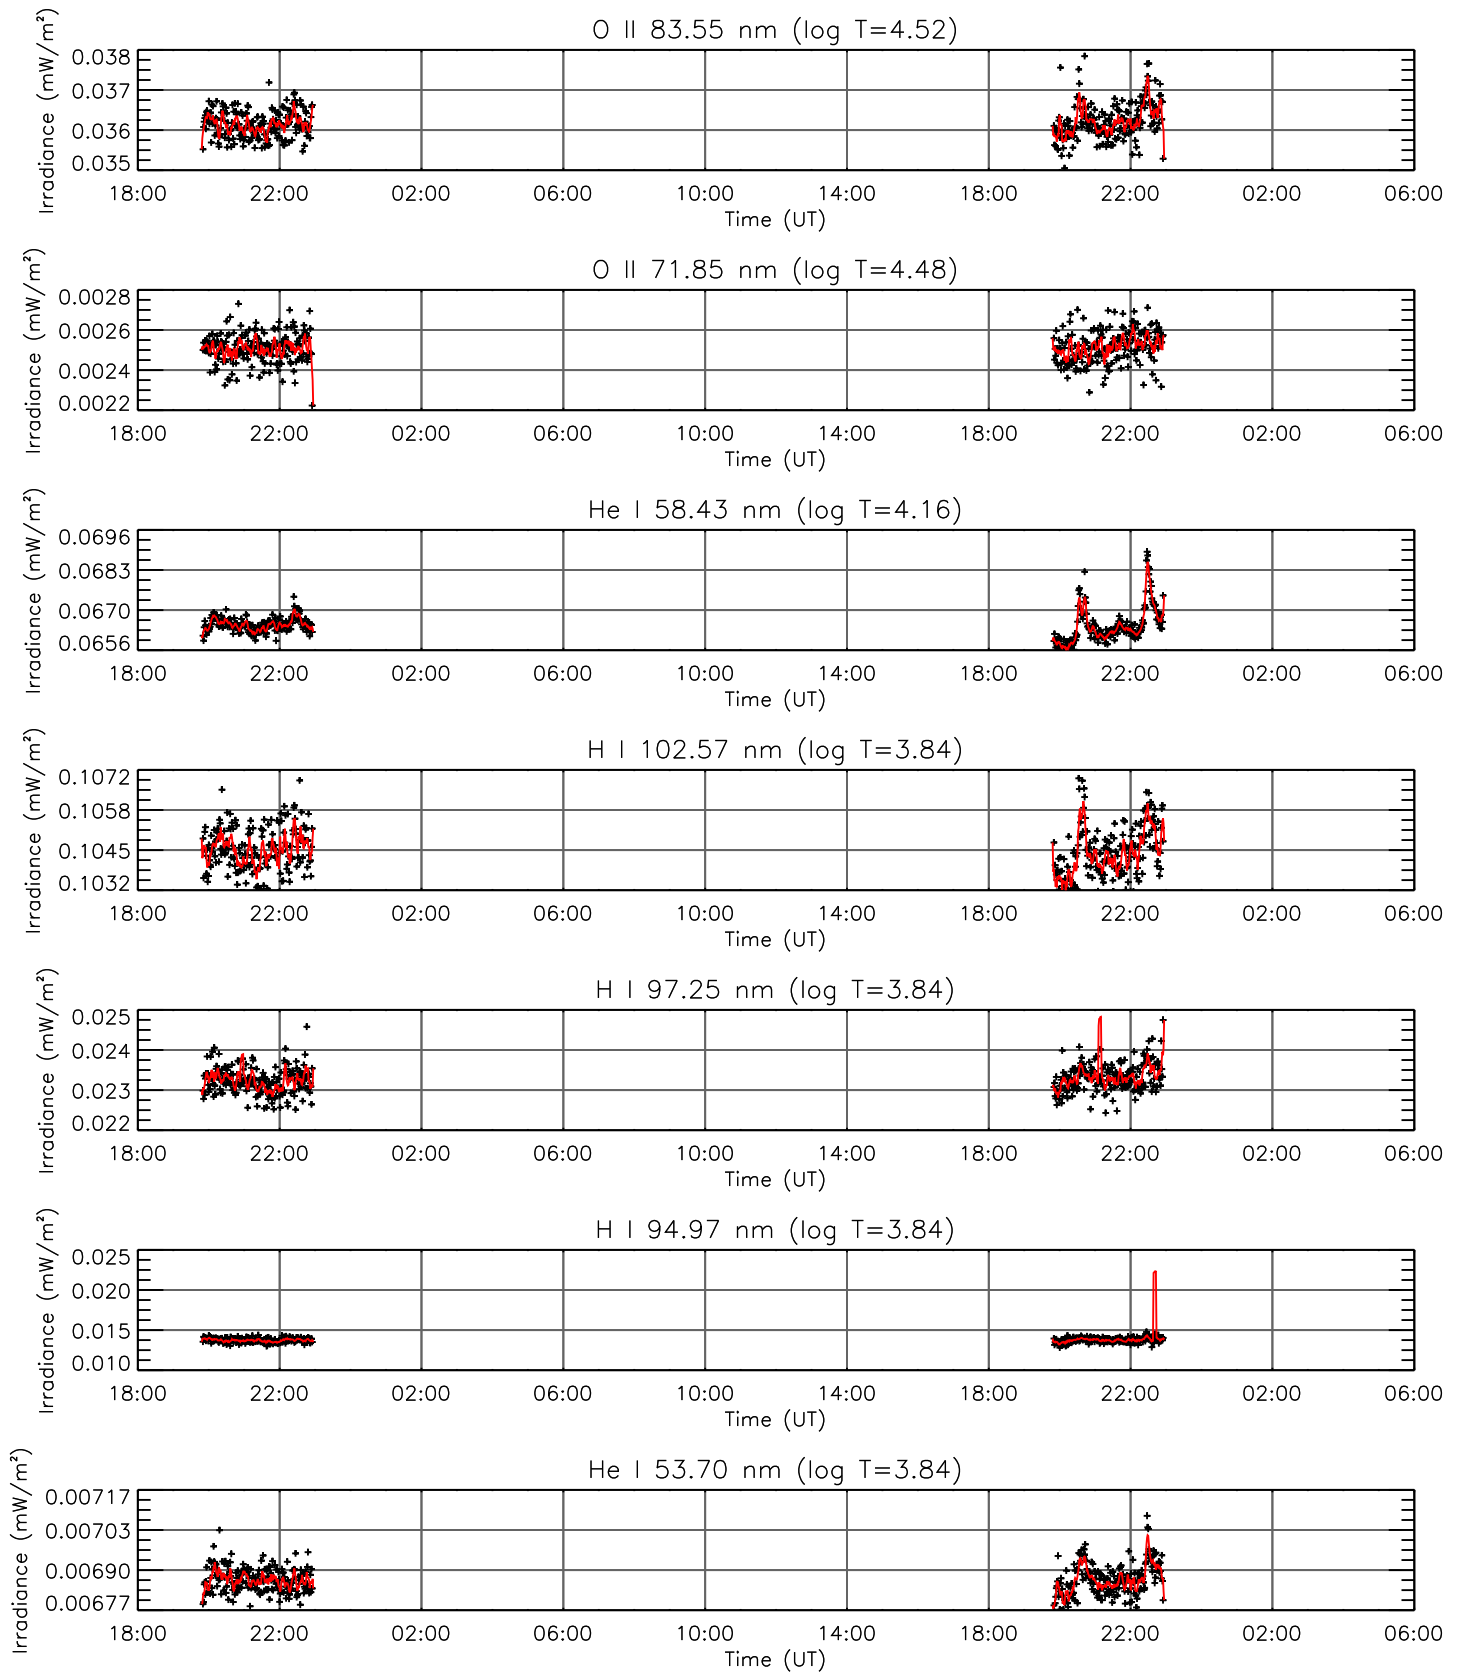 O II 83.55 nm (log T=4.52)
Irradiance (mW/m²)
0.038
0.037
0.036
0.035
18:00 22:00 02:00 06:00 10:00 14:00 18:00 22:00 02:00 06:00
Time (UT)
O II 71.85 nm (log T=4.48)
Irradiance (mW/m²)
0.0028
0.0026
0.0024
0.0022
18:00 22:00 02:00 06:00 10:00 14:00 18:00 22:00 02:00 06:00
Time (UT)
He I 58.43 nm (log T=4.16)
Irradiance (mW/m²)
0.0696
0.0683
0.0670
0.0656
18:00 22:00 02:00 06:00 10:00 14:00 18:00 22:00 02:00 06:00
Time (UT)
H I 102.57 nm (log T=3.84)
Irradiance (mW/m²)
0.1072
0.1058
0.1045
0.1032
18:00 22:00 02:00 06:00 10:00 14:00 18:00 22:00 02:00 06:00
Time (UT)
H I 97.25 nm (log T=3.84)
Irradiance (mW/m²)
0.025
0.024
0.023
0.022
18:00 22:00 02:00 06:00 10:00 14:00 18:00 22:00 02:00 06:00
Time (UT)
H I 94.97 nm (log T=3.84)
Irradiance (mW/m²)
0.025
0.020
0.015
0.010
18:00 22:00 02:00 06:00 10:00 14:00 18:00 22:00 02:00 06:00
Time (UT)
He I 53.70 nm (log T=3.84)
Irradiance (mW/m²)
0.00717
0.00703
0.00690
0.00677
18:00 22:00 02:00 06:00 10:00 14:00 18:00 22:00 02:00 06:00
Time (UT)